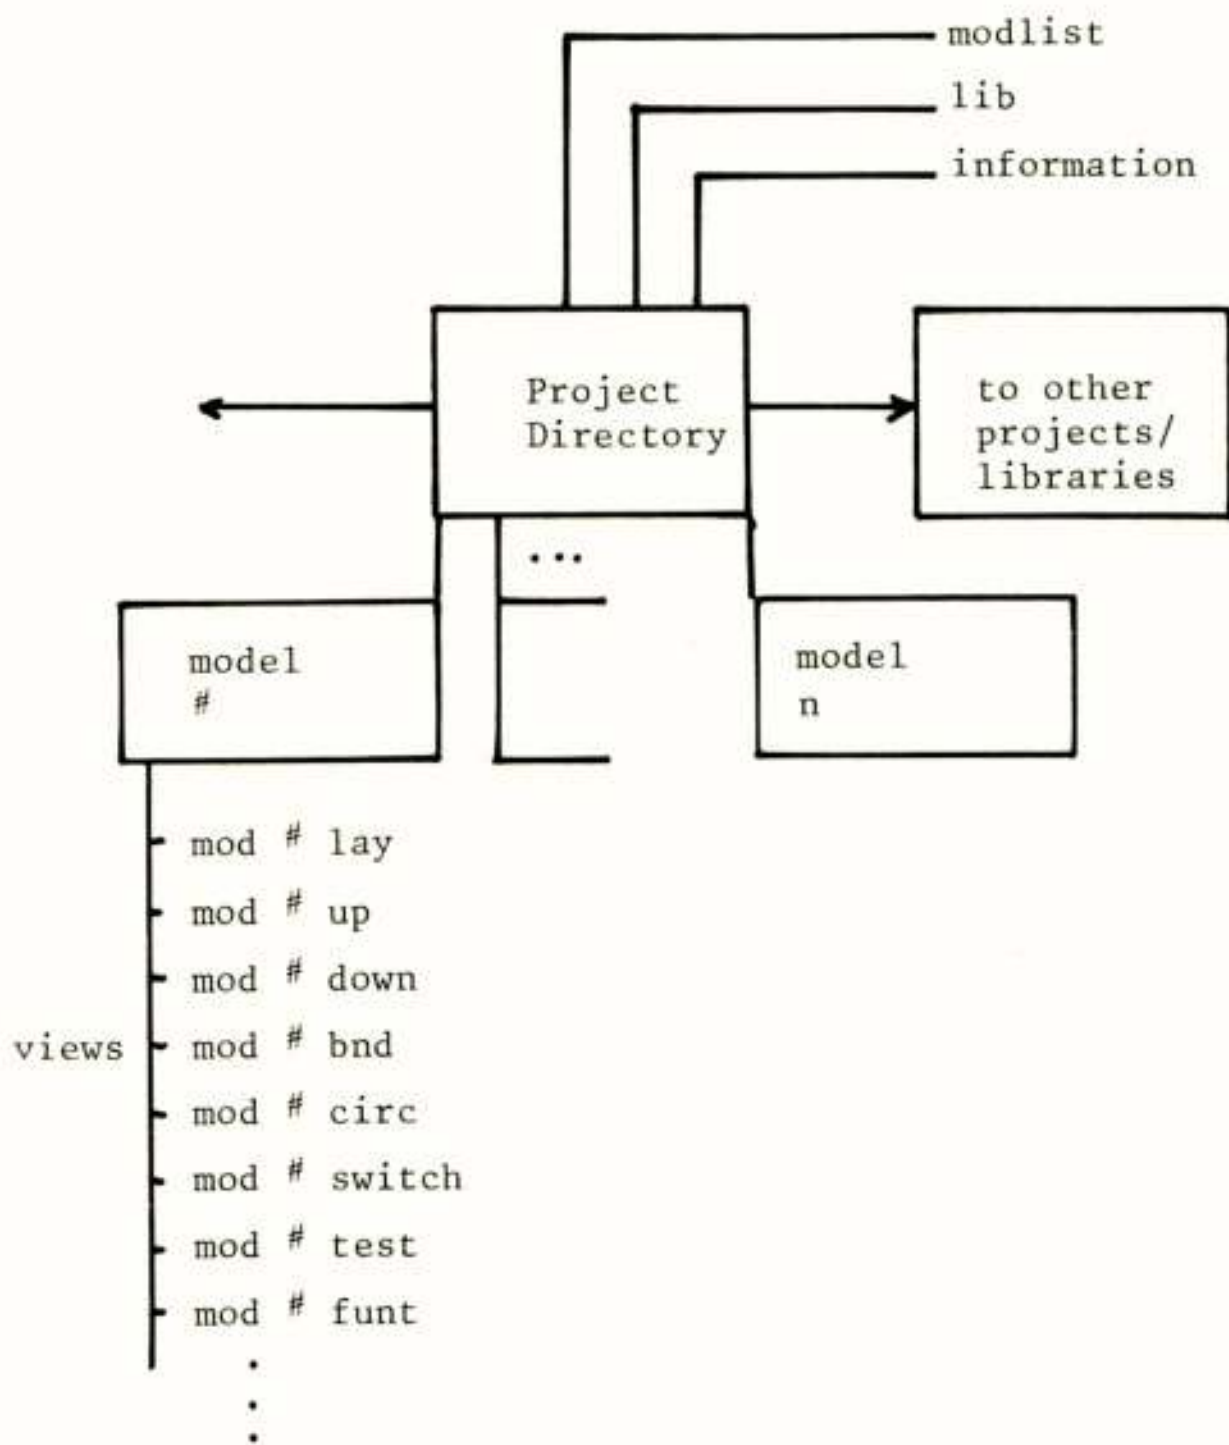 modlist
lib
information
Project
Directory
to other
projects/
libraries
...
model
#
model
n
mod # lay
mod # up
mod # down
views
mod # bnd
mod # circ
mod # switch
mod # test
mod # funt
.
.
.